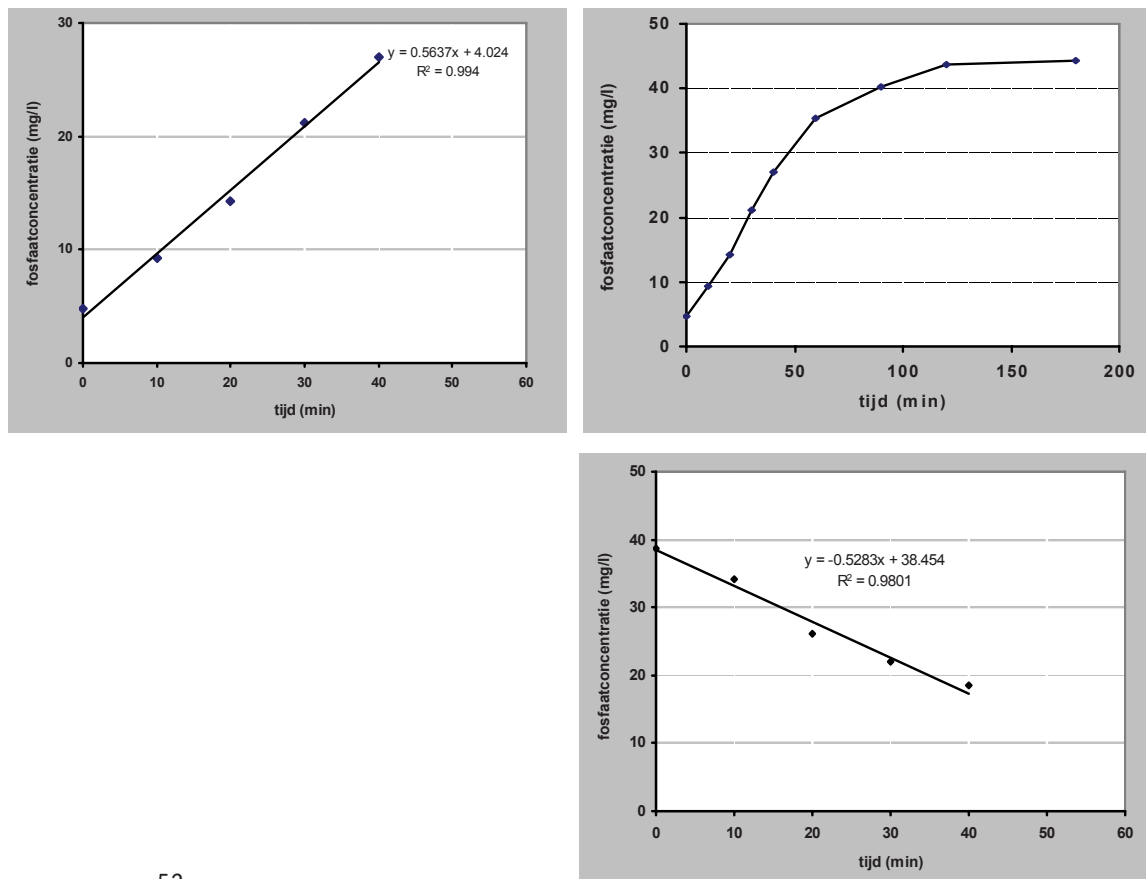 fosfaatconcentratie (mg/l)
30
20
10
0
y = 0.5637x + 4.024
R² = 0.994
0 10 20 30 40 50 60
tijd (min)
fosfaatconcentratie (mg/l)
50
40
30
20
10
0
0 50 100 150 200
tijd (min)
fosfaatconcentratie (mg/l)
50
40
30
20
10
0
y = -0.5283x + 38.454
R² = 0.9801
0 10 20 30 40 50 60
tijd (min)